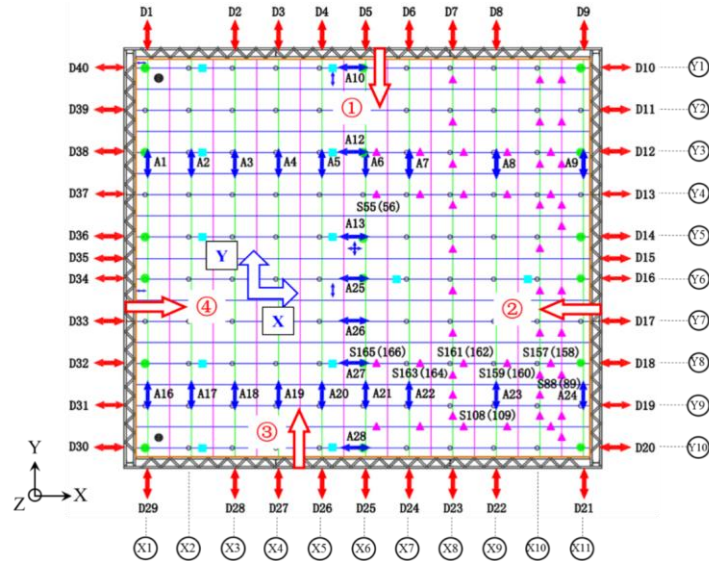 D1 D2 D3 D4 D5 D6 D7 D8 D9
D40 A10 D10 Y1
D39 ① D11 Y2
A12
D38 A1 A2 A3 A4 A5 A6 A7 A8 A9 D12 Y3
D37 D13 Y4
S55(56)
A13
D36 D14 Y5
D35 Y D15
D34 A25 D16 Y6
④ ②
X
D33 A26 D17 Y7
S165(166) S161(162) S157(158)
D32 A27 D18 Y8
S163(164) S159(160)
S88(89)
D31 A16 A17 A18 A19 A20 A21 A22 A23 A24 D19 Y9
S108(109)
③
A28
D30 D20 Y10
Y
Z X
D29 D28 D27 D26 D25 D24 D23 D22 D21
X1 X2 X3 X4 X5 X6 X7 X8 X9 X10 X11